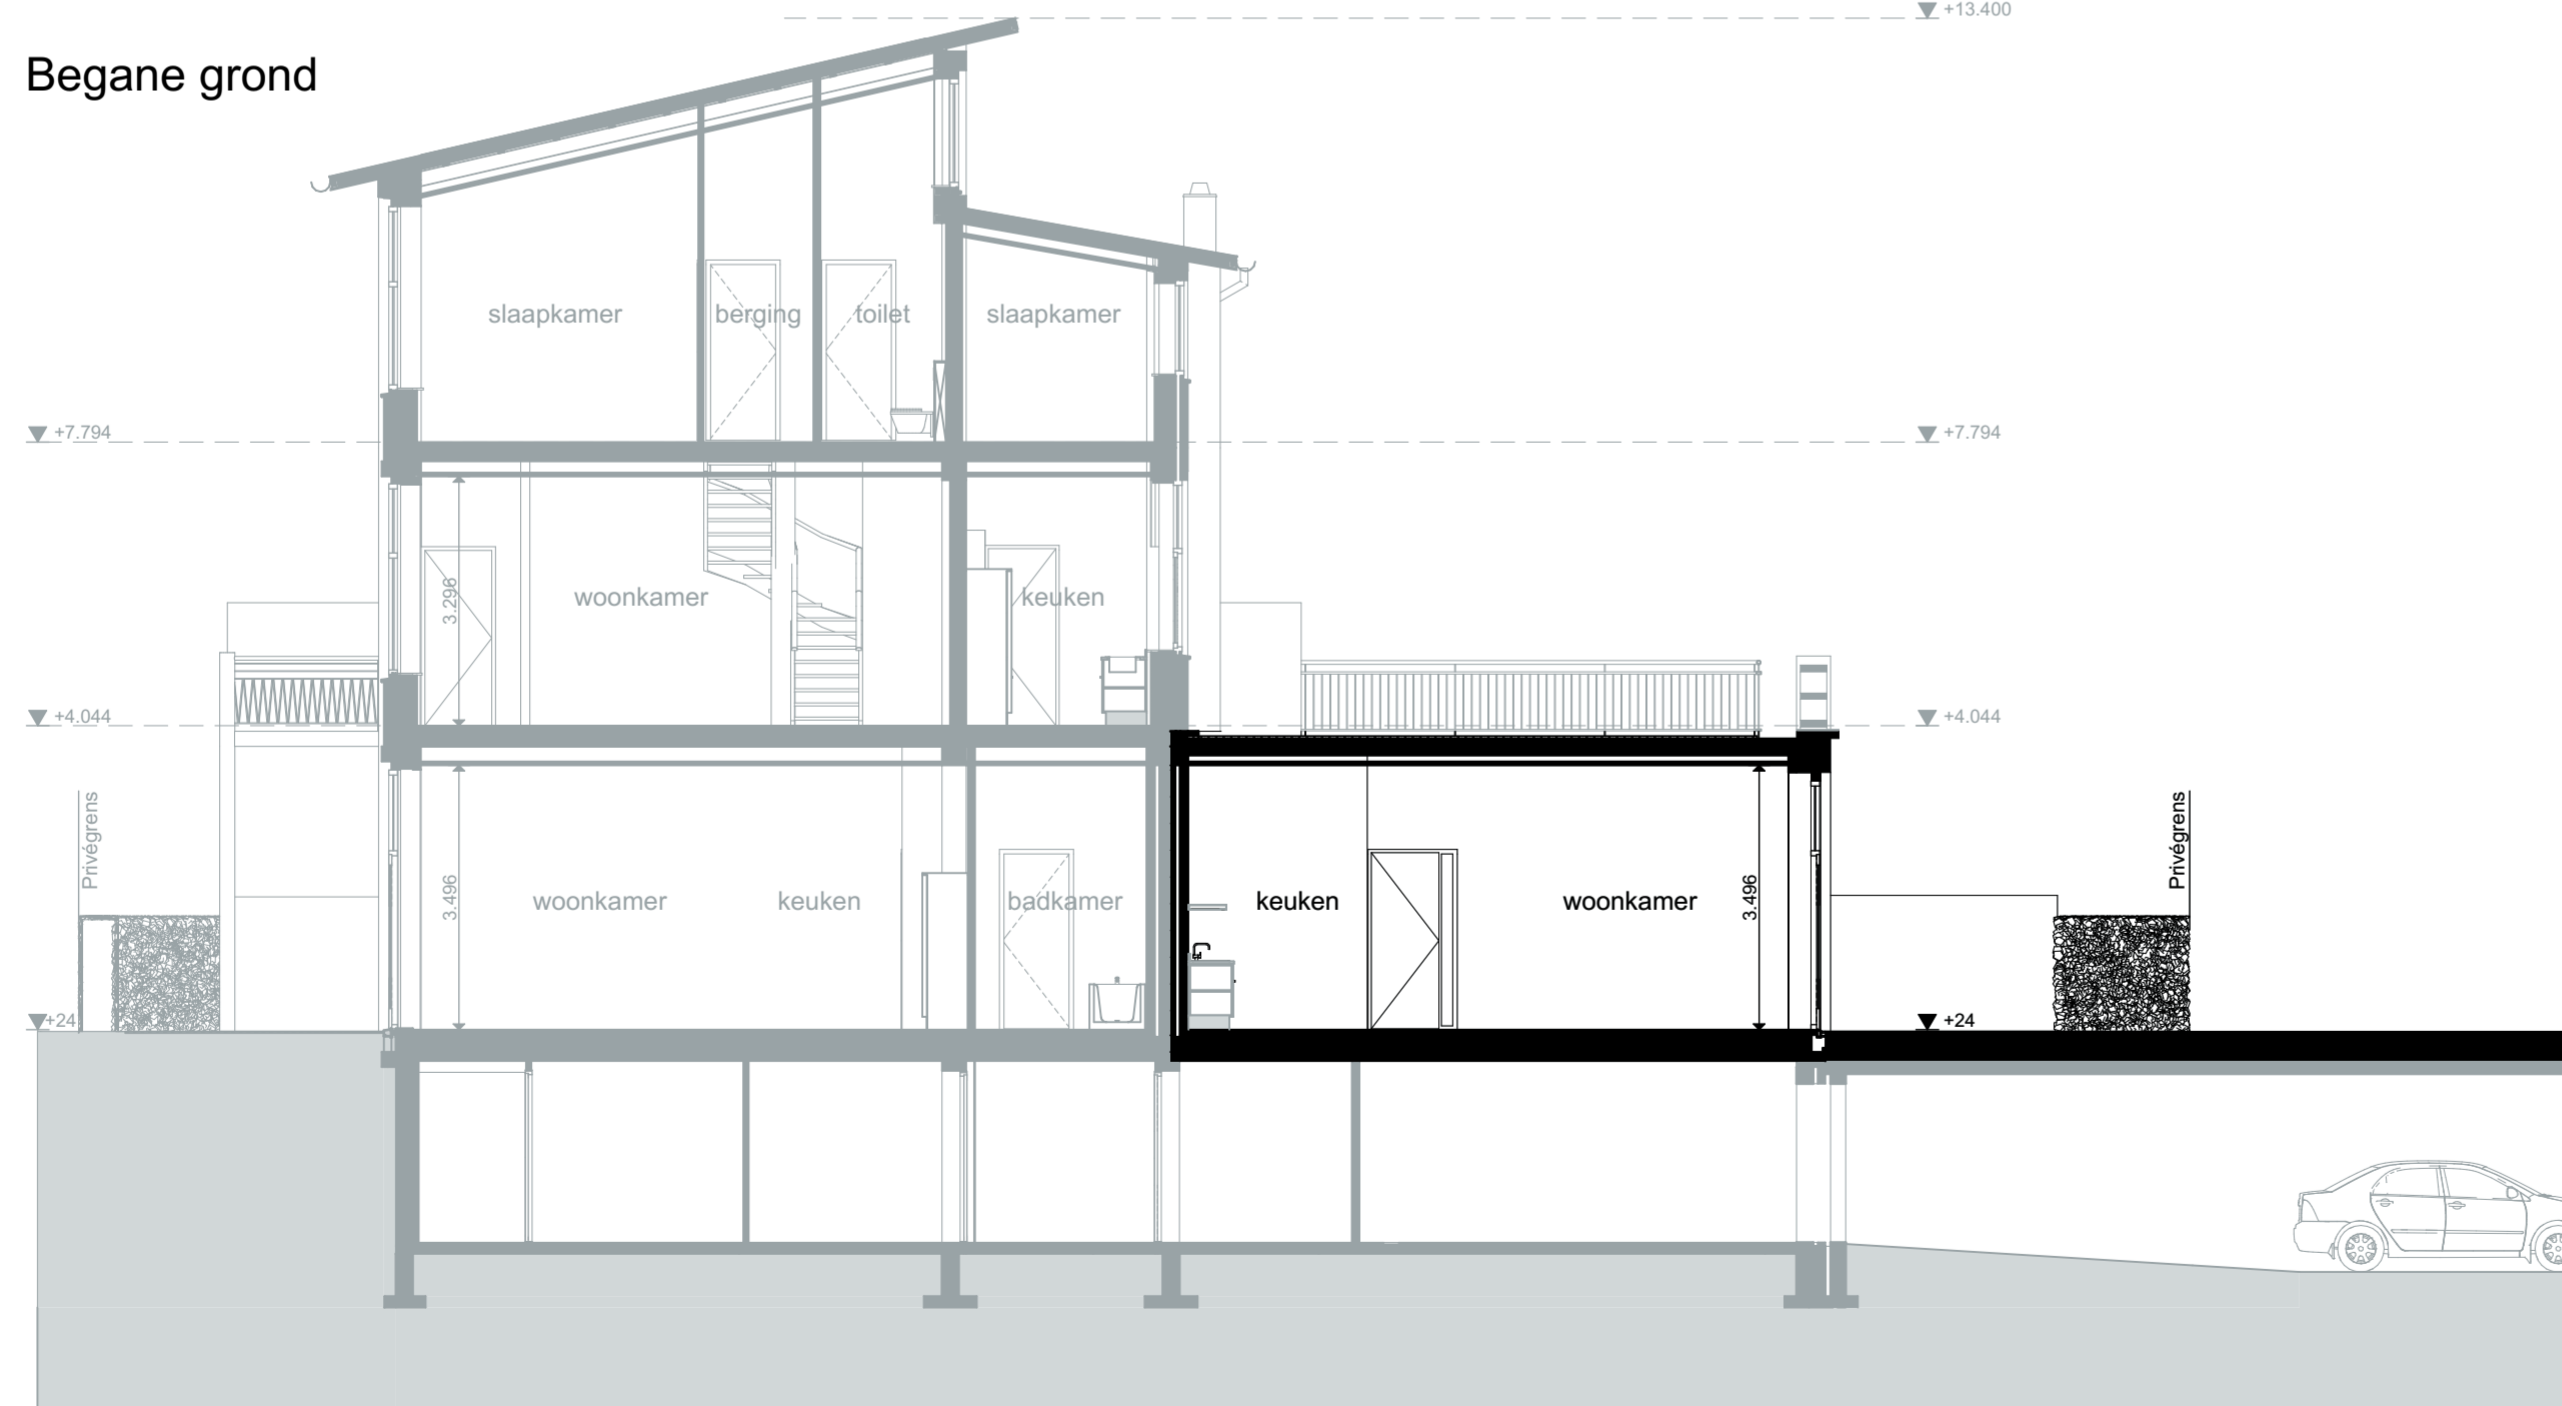 +13.400
Begane grond
slaapkamer
berging
toilet
slaapkamer
+7.794
+7.794
3.296
woonkamer
keuken
+4.044
+4.044
Privégrens
Privégrens
3.496
woonkamer
keuken
badkamer
keuken
woonkamer
3.496
+24
+24